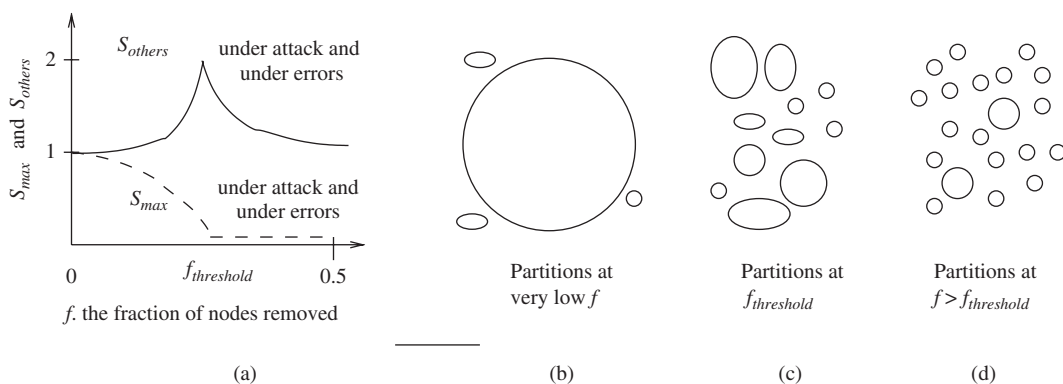 S_max and S_others
2
1
S_others
under attack and
under errors
S_max
under attack and
under errors
0
f_threshold
0.5
f. the fraction of nodes removed
(a)
Partitions at
very low f
(b)
Partitions at
f_threshold
(c)
Partitions at
f > f_threshold
(d)